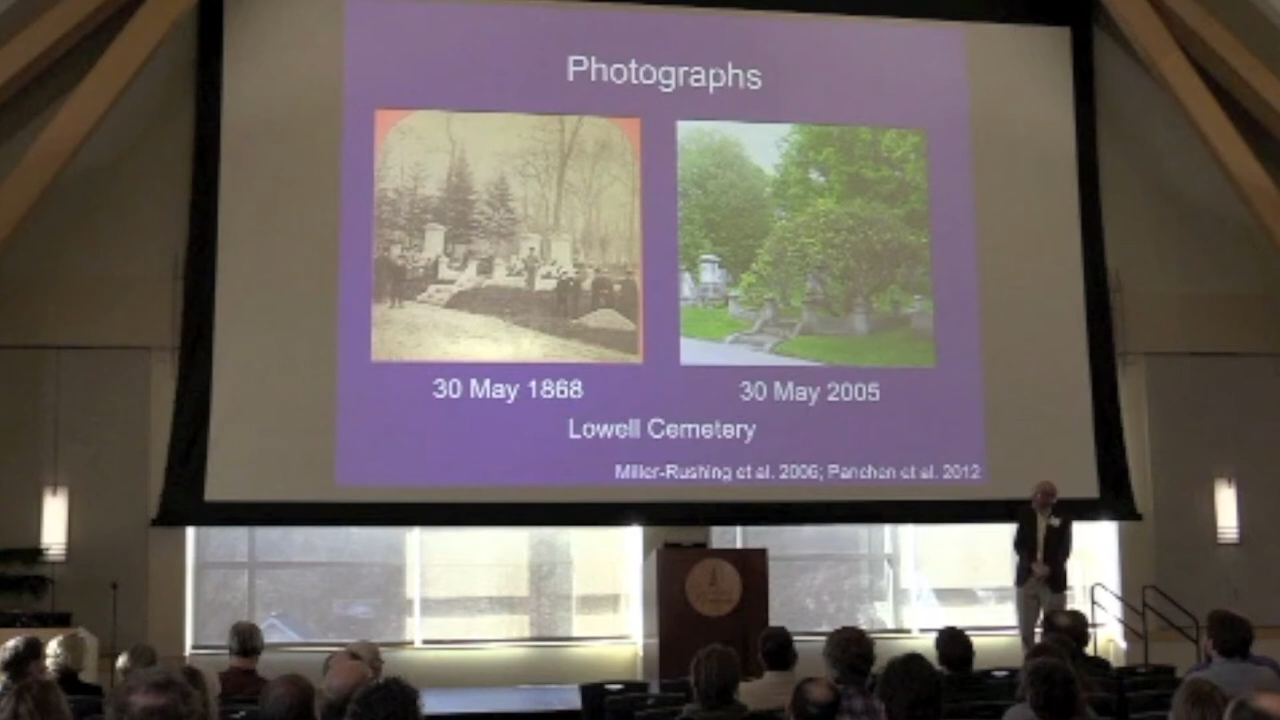 Photographs
30 May 1868
30 May 2005
Lowell Cemetery
Miller-Rushing et al. 2006; Panchen et al. 2012